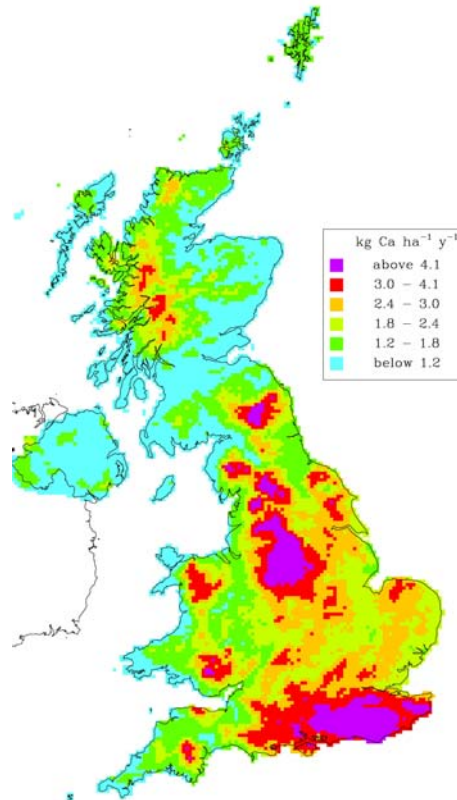 kg Ca ha⁻¹ y⁻¹
above 4.1
3.0 – 4.1
2.4 – 3.0
1.8 – 2.4
1.2 – 1.8
below 1.2